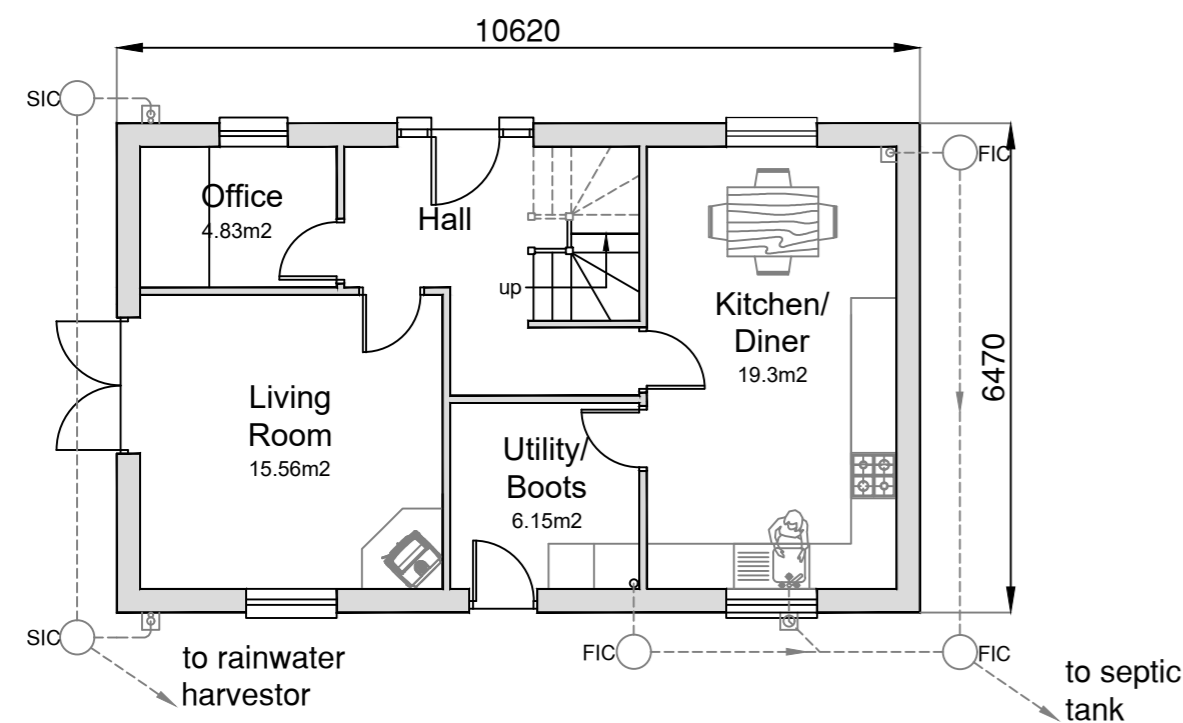 10620
SIC
FIC
Office
4.83m2
Hall
up
Kitchen/
Diner
19.3m2
6470
Living
Room
15.56m2
Utility/
Boots
6.15m2
SIC
FIC
FIC
to rainwater
harvestor
to septic
tank